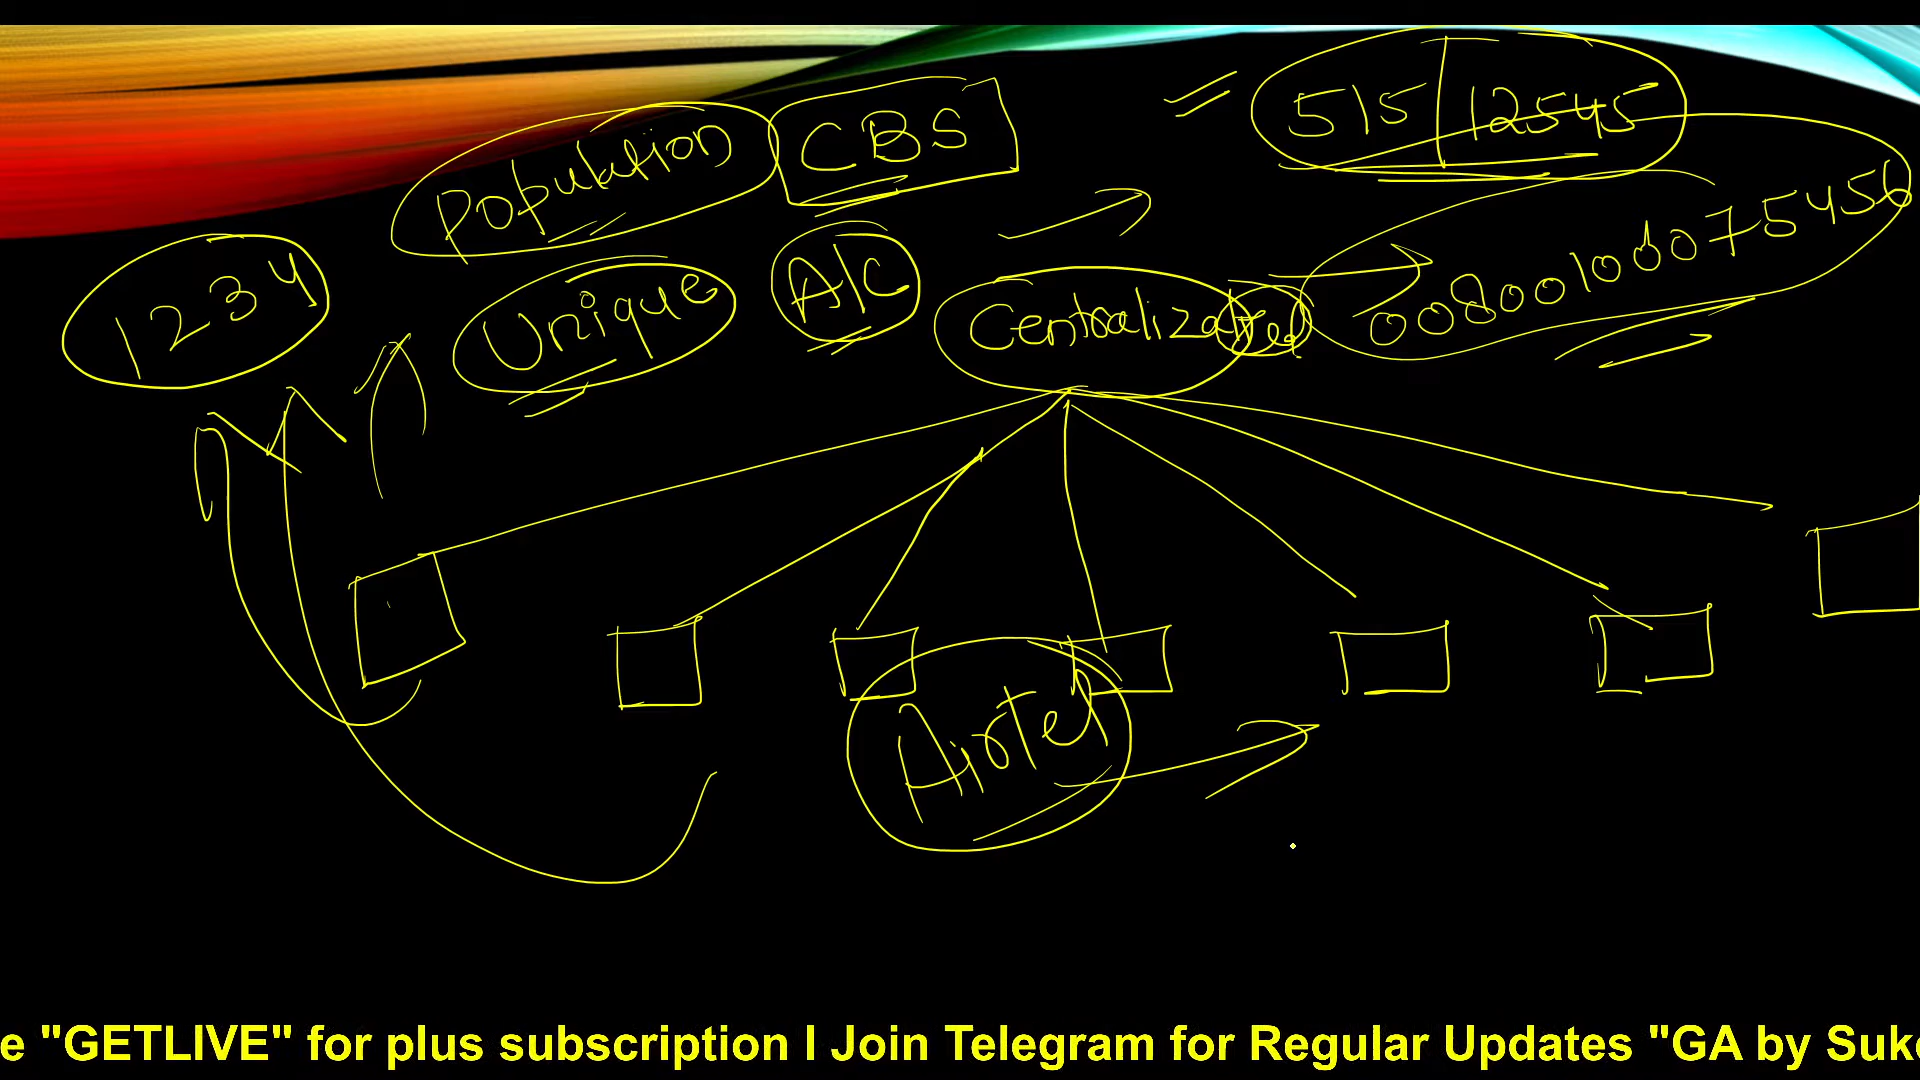 Population CBS = 515 12545
1234 Unique A/C Centralized 00800100075456
Airtel
e "GETLIVE" for plus subscription I Join Telegram for Regular Updates "GA by Suk